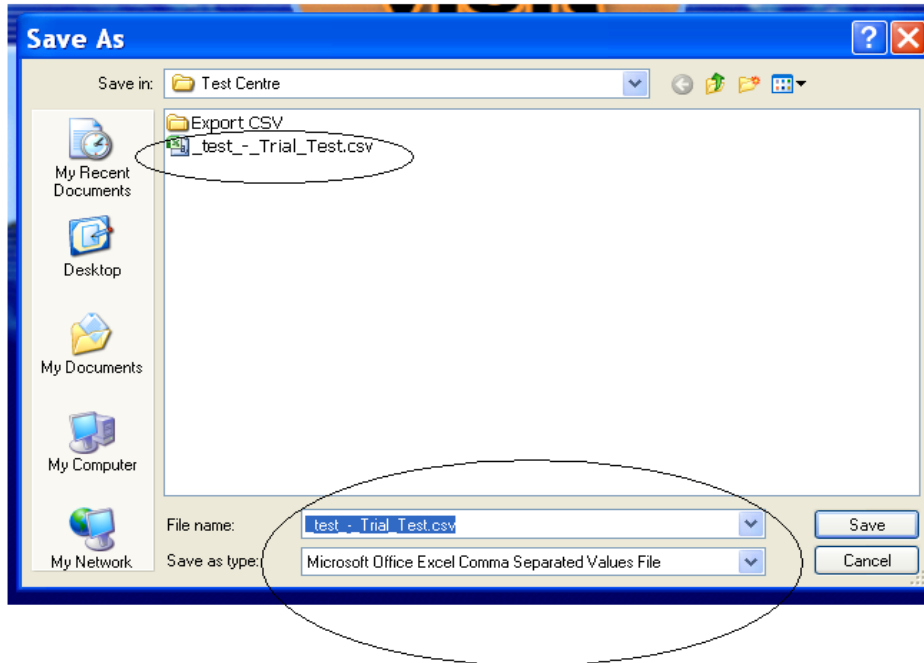 Save As
Save in: Test Centre
Export CSV
_test_-_Trial_Test.csv
My Recent
Documents
Desktop
My Documents
My Computer
My Network
File name: _test_-_Trial_Test.csv Save
Save as type: Microsoft Office Excel Comma Separated Values File Cancel